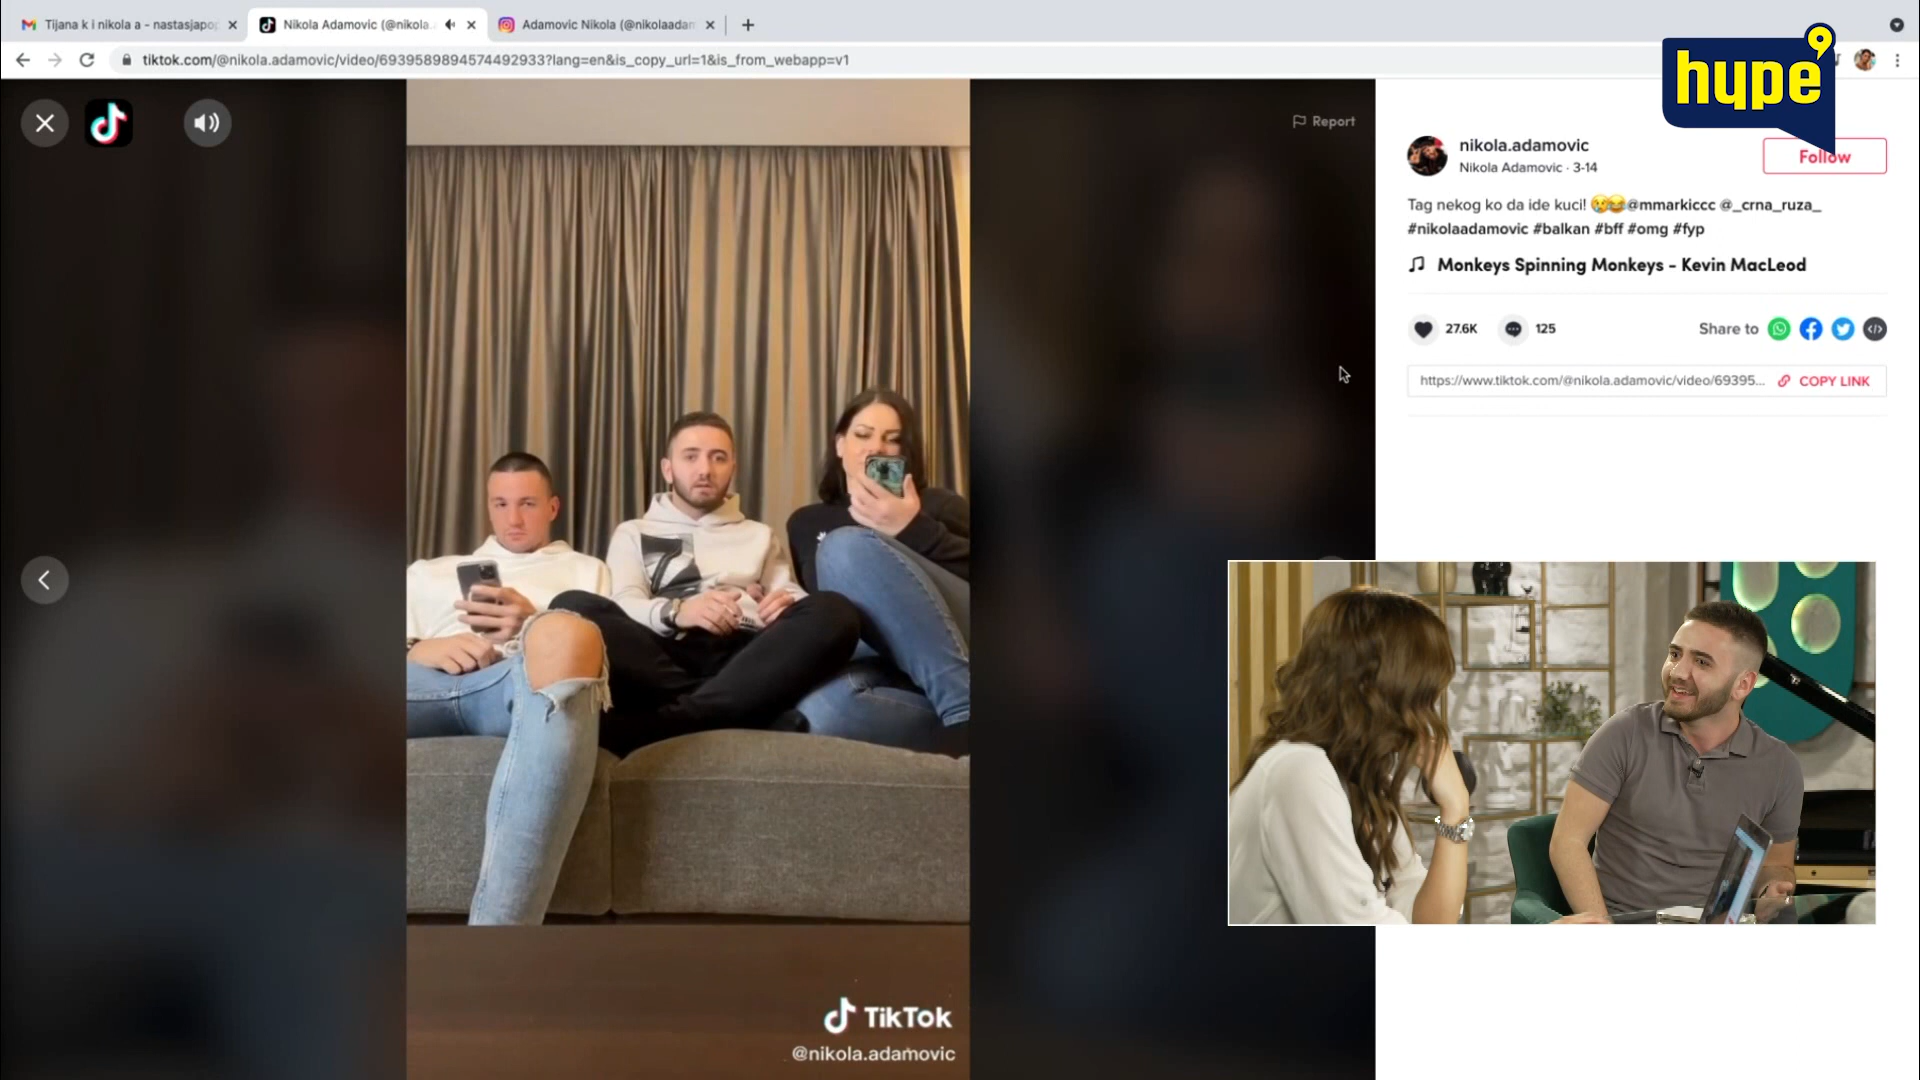 Tijana k i nikola a - nastasjapop
Nikola Adamovic (@nikola.
Adamovic Nikola (@nikolaadam
tiktok.com/@nikola.adamovic/video/6939589894574492933?lang=en&is_copy_url=1&is_from_webapp=v1
hype
Report
nikola.adamovic
Nikola Adamovic · 3-14
Follow
Tag nekog ko da ide kuci! 😢😂@mmarkiccc @_crna_ruza_
#nikolaadamovic #balkan #bff #omg #fyp
Monkeys Spinning Monkeys - Kevin MacLeod
27.6K
125
Share to
https://www.tiktok.com/@nikola.adamovic/video/69395...
COPY LINK
TikTok
@nikola.adamovic